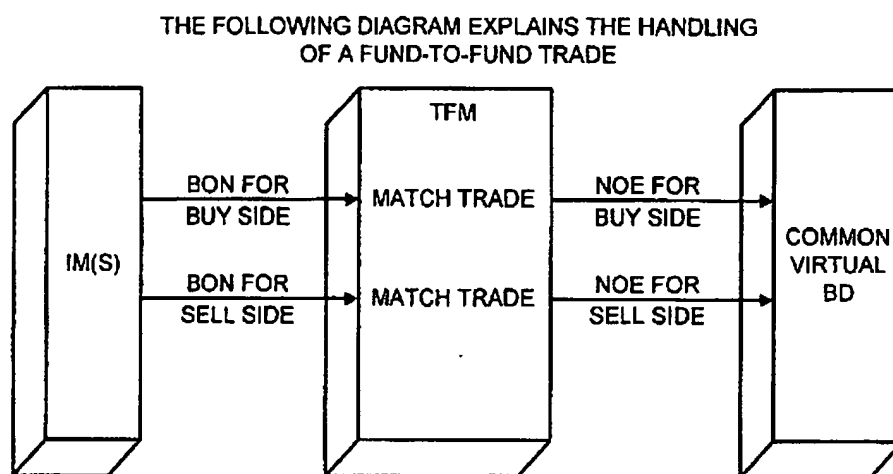 THE FOLLOWING DIAGRAM EXPLAINS THE HANDLING
OF A FUND-TO-FUND TRADE
IM(S)
BON FOR
BUY SIDE
BON FOR
SELL SIDE
TFM
MATCH TRADE
MATCH TRADE
NOE FOR
BUY SIDE
NOE FOR
SELL SIDE
COMMON
VIRTUAL
BD